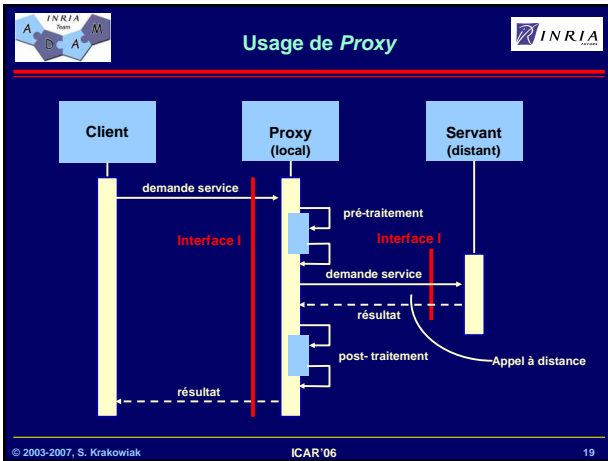 INRIA
Team
A D A M
Usage de Proxy
INRIA
FUTURS
Client
Proxy
(local)
Servant
(distant)
demande service
pré-traitement
Interface I
Interface I
demande service
résultat
post- traitement
Appel à distance
résultat
© 2003-2007, S. Krakowiak
ICAR'06
19